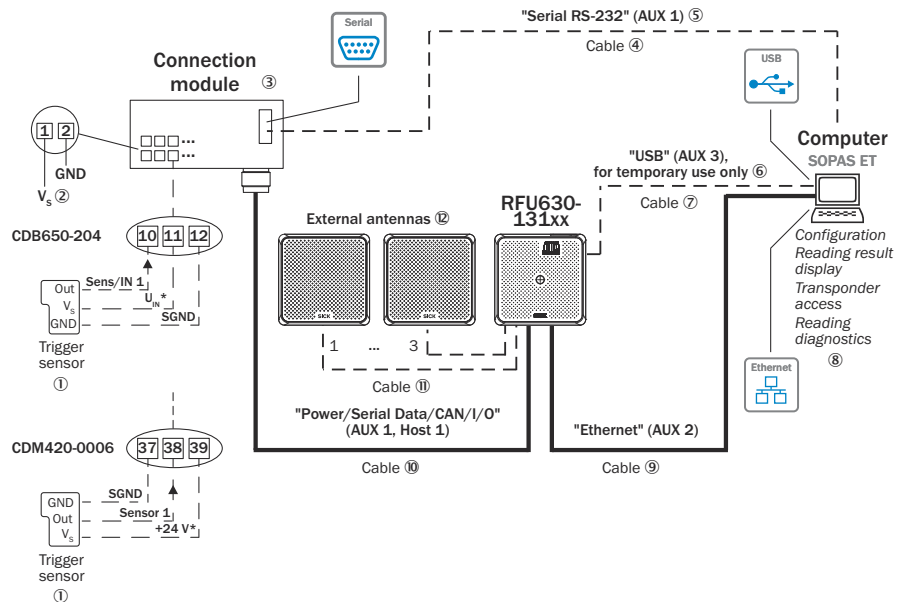 "Serial RS-232" (AUX 1) ⑤
Cable ④
Serial
USB
Connection
module ③
1 2 ...
...
GND
Vs ②
Computer
SOPAS ET
"USB" (AUX 3),
for temporary use only ⑥
Cable ⑦
RFU630-
131xx
External antennas ⑫
CDB650-204
10 11 12
Sens/IN 1
Out
UIN*
Vs
SGND
GND
Trigger
sensor
①
SICK
SICK
1 ... 3
Cable ⑪
Configuration
Reading result
display
Transponder
access
Reading
diagnostics
⑧
Ethernet
"Power/Serial Data/CAN/I/O"
(AUX 1, Host 1)
Cable ⑩
"Ethernet" (AUX 2)
Cable ⑨
CDM420-0006
37 38 39
SGND
GND
Sensor 1
Out
+24 V*
Vs
Trigger
sensor
①